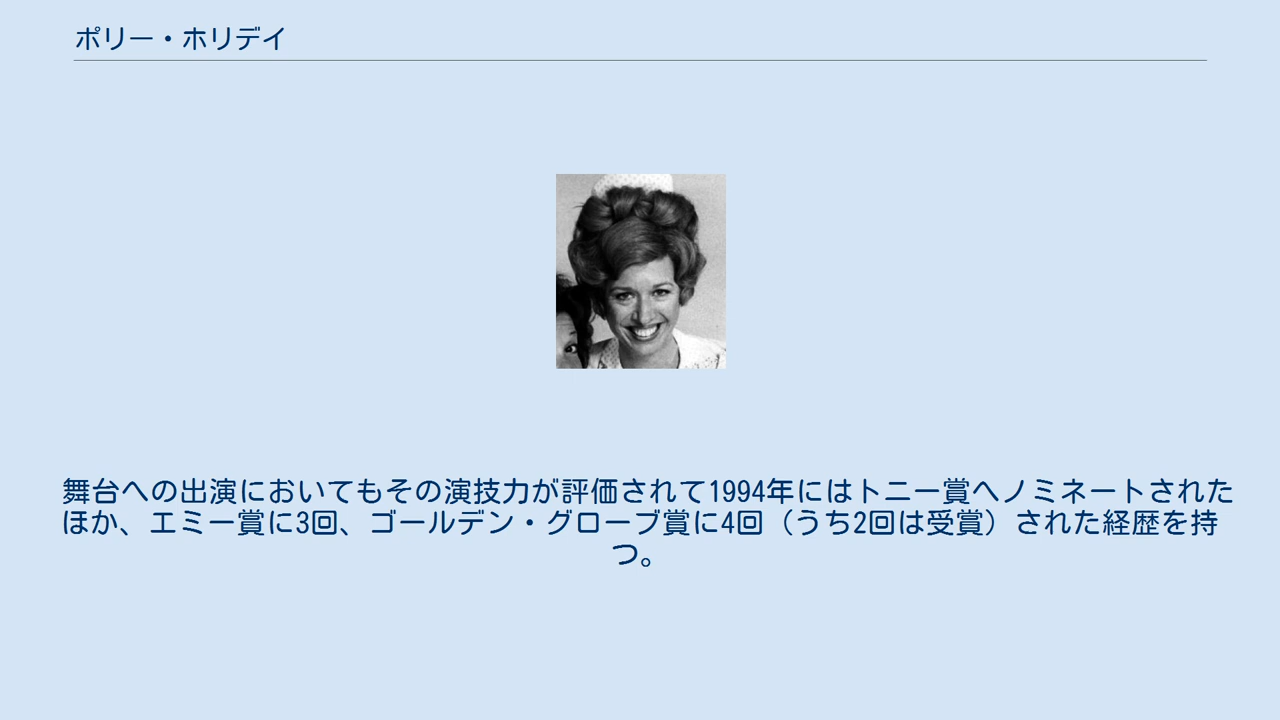 ポリー・ホリデイ
舞台への出演においてもその演技力が評価されて1994年にはトニー賞へノミネートされた
ほか、エミー賞に3回、ゴールデン・グローブ賞に4回（うち2回は受賞）された経歴を持
つ。